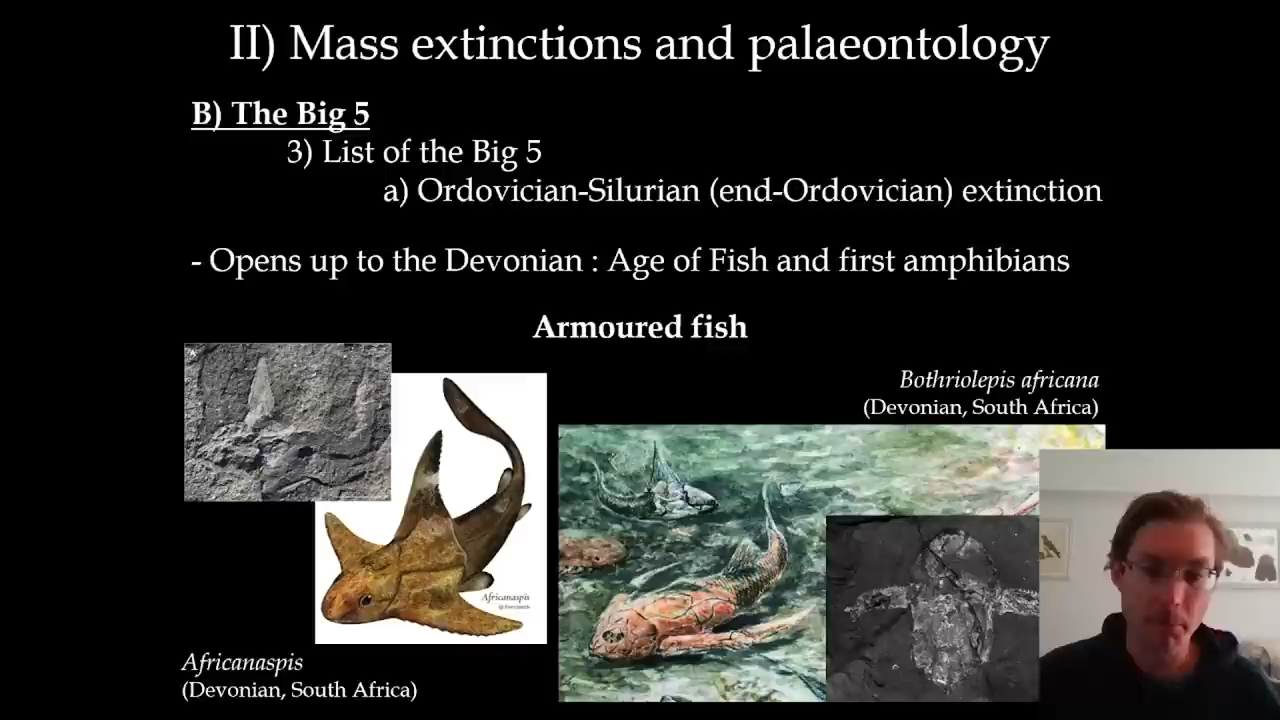 II) Mass extinctions and palaeontology
B) The Big 5
3) List of the Big 5
a) Ordovician-Silurian (end-Ordovician) extinction
- Opens up to the Devonian : Age of Fish and first amphibians
Armoured fish
Bothriolepis africana
(Devonian, South Africa)
Africanaspis
Africanaspis
(Devonian, South Africa)